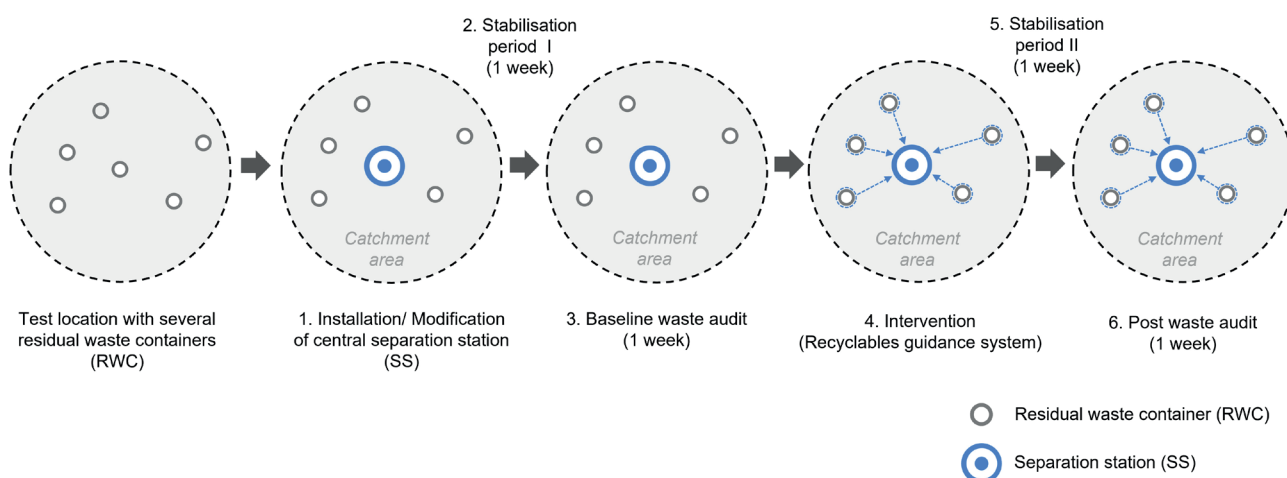 2. Stabilisation
period I
(1 week)
5. Stabilisation
period II
(1 week)
Catchment
area
Catchment
area
Catchment
area
Catchment
area
Test location with several
residual waste containers
(RWC)
1. Installation/ Modification
of central separation station
(SS)
3. Baseline waste audit
(1 week)
4. Intervention
(Recyclables guidance system)
6. Post waste audit
(1 week)
Residual waste container (RWC)
Separation station (SS)